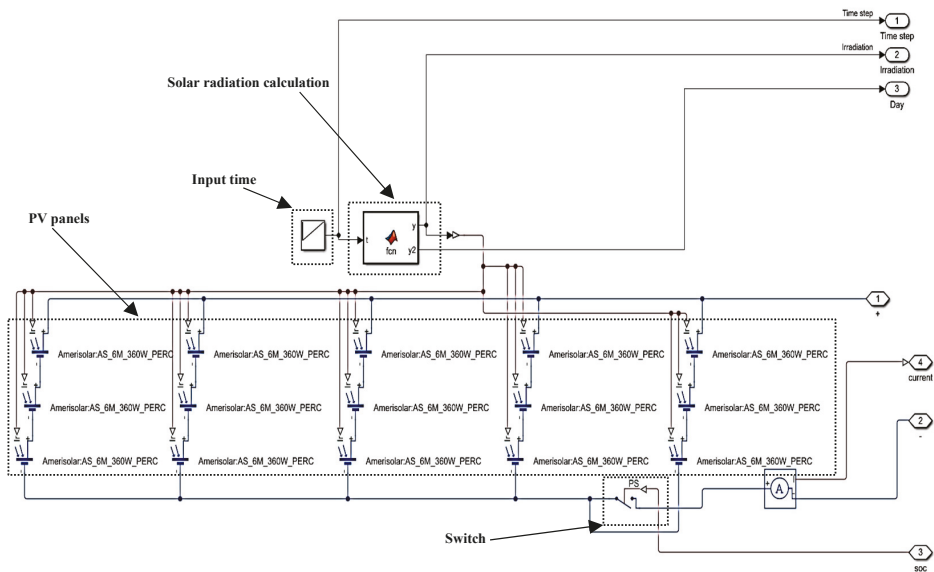 Time step
1
Time step
Irradiation
2
Irradiation
3
Day
Solar radiation calculation
Input time
PV panels
t
fcn
y
y2
1
+
Amerisolar:AS_6M_360W_PERC
Amerisolar:AS_6M_360W_PERC
Amerisolar:AS_6M_360W_PERC
Amerisolar:AS_6M_360W_PERC
Amerisolar:AS_6M_360W_PERC
4
current
Amerisolar:AS_6M_360W_PERC
Amerisolar:AS_6M_360W_PERC
Amerisolar:AS_6M_360W_PERC
Amerisolar:AS_6M_360W_PERC
Amerisolar:AS_6M_360W_PERC
2
-
Amerisolar:AS_6M_360W_PERC
Amerisolar:AS_6M_360W_PERC
Amerisolar:AS_6M_360W_PERC
Amerisolar:AS_6M_360W_PERC
Amerisolar:AS_6M_360W_PERC
PS
+
A
Switch
3
soc